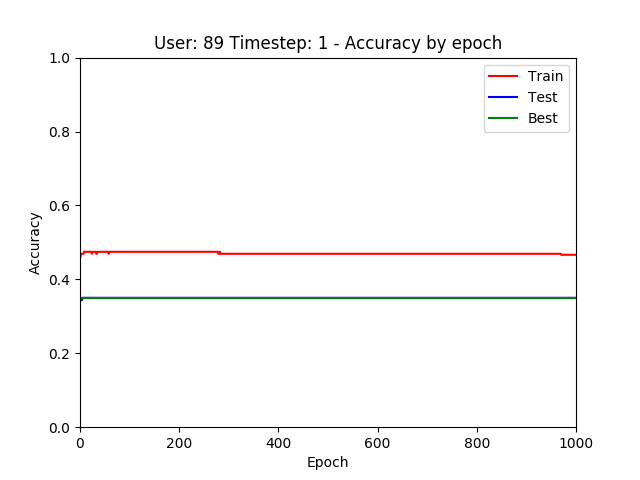 User: 89 Timestep: 1 - Accuracy by epoch
1.0
0.8
0.6
0.4
0.2
0.0
Accuracy
Train
Test
Best
0 200 400 600 800 1000
Epoch